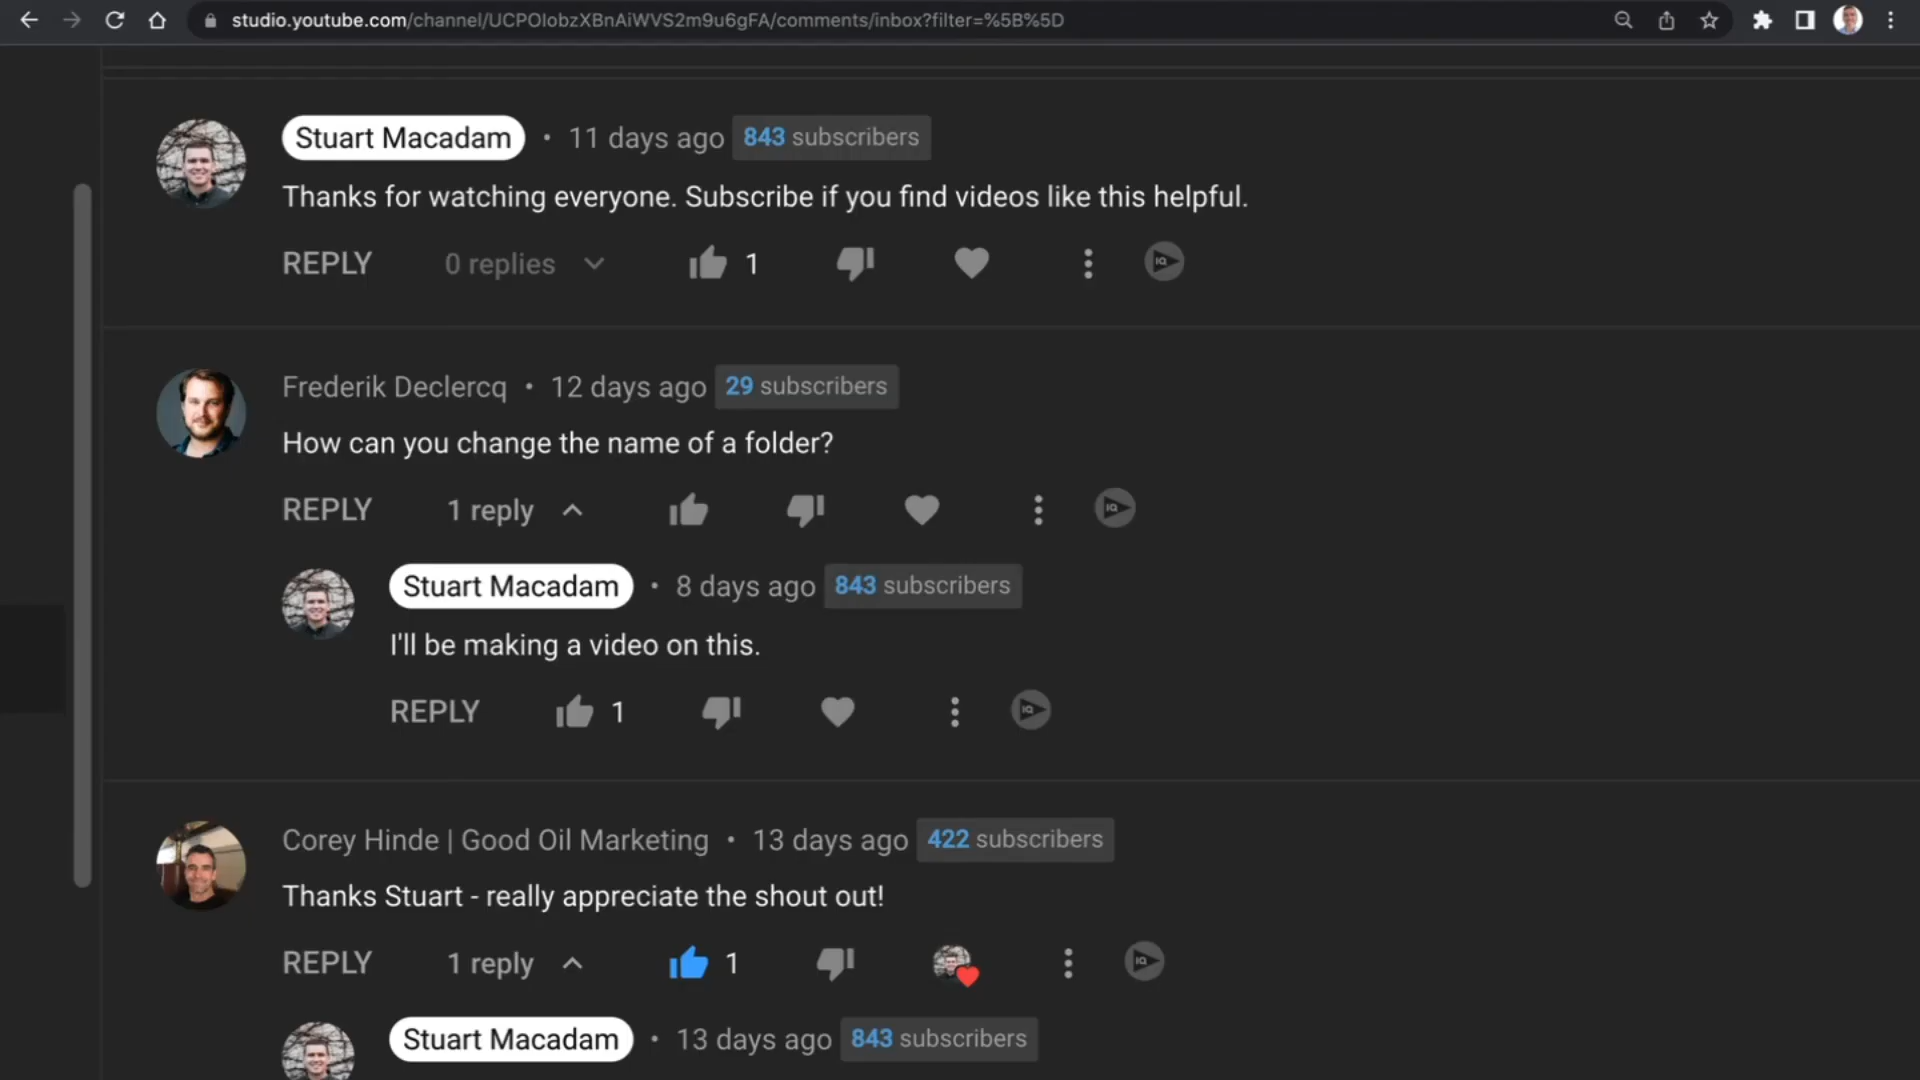 studio.youtube.com/channel/UCPOIobzXBnAiWVS2m9u6gFA/comments/inbox?filter=%5B%5D
Stuart Macadam • 11 days ago 843 subscribers
Thanks for watching everyone. Subscribe if you find videos like this helpful.
REPLY 0 replies 1 IQ
Frederik Declercq • 12 days ago 29 subscribers
How can you change the name of a folder?
REPLY 1 reply IQ
Stuart Macadam • 8 days ago 843 subscribers
I'll be making a video on this.
REPLY 1 IQ
Corey Hinde | Good Oil Marketing • 13 days ago 422 subscribers
Thanks Stuart - really appreciate the shout out!
REPLY 1 reply 1 IQ
Stuart Macadam • 13 days ago 843 subscribers